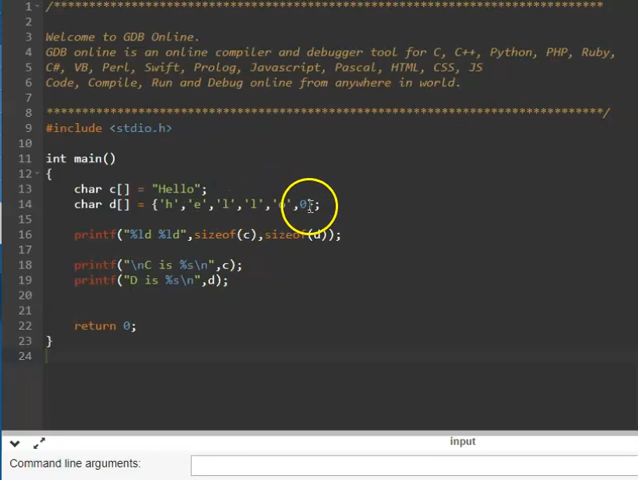 1 /******************************************************************************
2
3 Welcome to GDB Online.
4 GDB online is an online compiler and debugger tool for C, C++, Python, PHP, Ruby,
5 C#, VB, Perl, Swift, Prolog, Javascript, Pascal, HTML, CSS, JS
6 Code, Compile, Run and Debug online from anywhere in world.
7
8 *******************************************************************************/
9 #include <stdio.h>
10
11 int main()
12 {
13 char c[] = "Hello";
14 char d[] = {'h','e','l','l','o',0};
15
16 printf("%ld %ld",sizeof(c),sizeof(d));
17
18 printf("\nC is %s\n",c);
19 printf("D is %s\n",d);
20
21
22 return 0;
23 }
24
input
Command line arguments: